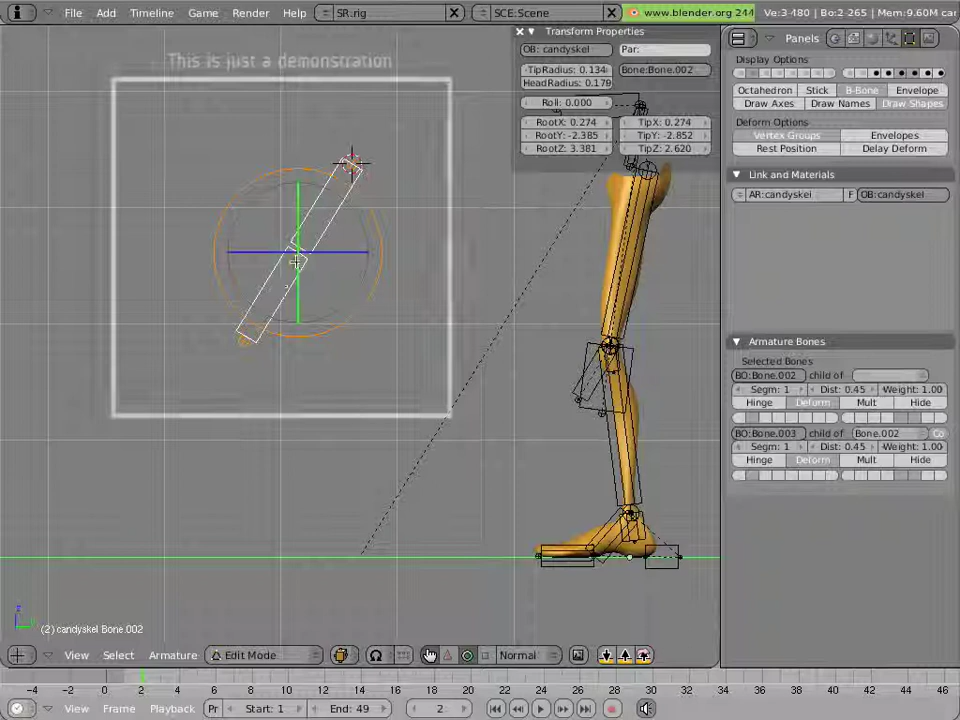 File Add Timeline Game Render Help SR:rig SCE:Scene www.blender.org 244 Ve:3-480 | Bo:2-265 | Mem:9.60M
This is just a demonstration
Transform Properties
OB: candyskel Par:
TipRadius: 0.134 Bone:Bone.002
HeadRadius: 0.179
Roll: 0.000
RootX: 0.274 TipX: 0.274
RootY: -2.385 TipY: -2.852
RootZ: 3.381 TipZ: 2.620
Panels
Display Options
Octahedron Stick B-Bone Envelope
Draw Axes Draw Names Draw Shapes
Deform Options
Vertex Groups Envelopes
Rest Position Delay Deform
Link and Materials
AR:candyskel F OB:candyskel
Armature Bones
Selected Bones
BO:Bone.002 child of
Segm: 1 Dist: 0.45 Weight: 1.00
Hinge Deform Mult Hide
BO:Bone.003 child of Bone.002 Co
Segm: 1 Dist: 0.45 Weight: 1.00
Hinge Deform Mult Hide
(2) candyskel Bone.002
View Select Armature Edit Mode Normal
-4 -2 0 2 4 6 8 10 12 14 16 18 20 22 24 26 28 30 32 34 36 38 40 42 44 46
View Frame Playback Pr Start: 1 End: 49 2